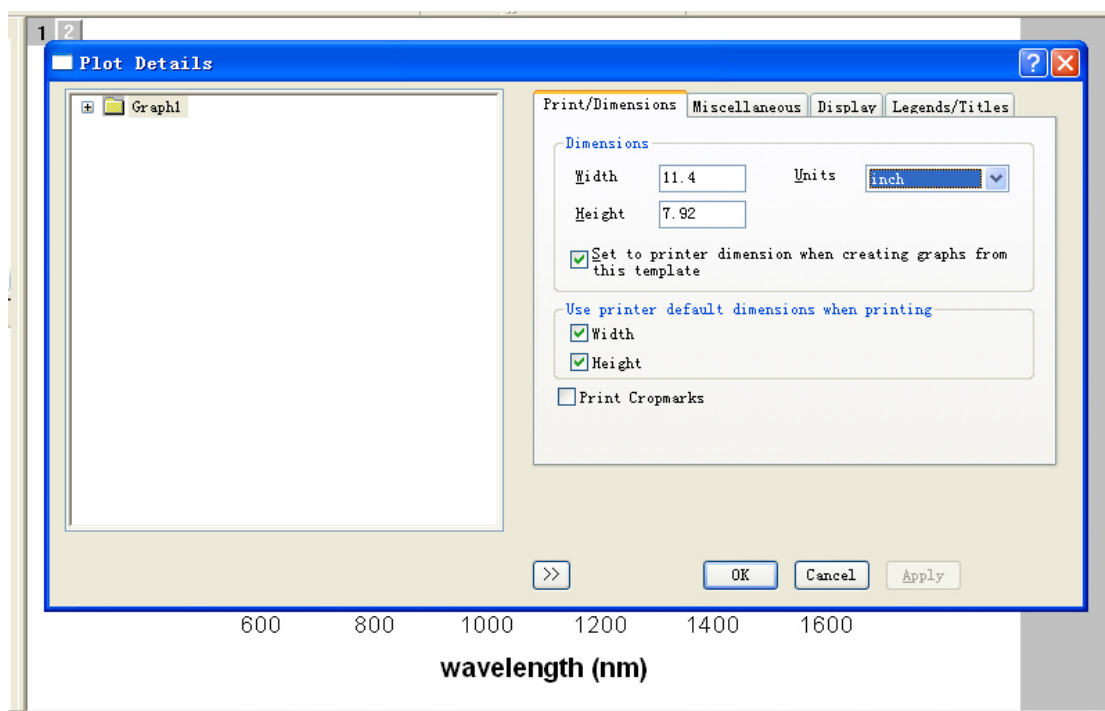 1 2
Plot Details
Graph1
Print/Dimensions Miscellaneous Display Legends/Titles
Dimensions
Width 11.4 Units inch
Height 7.92
Set to printer dimension when creating graphs from
this template
Use printer default dimensions when printing
Width
Height
Print Cropmarks
>> OK Cancel Apply
600 800 1000 1200 1400 1600
wavelength (nm)